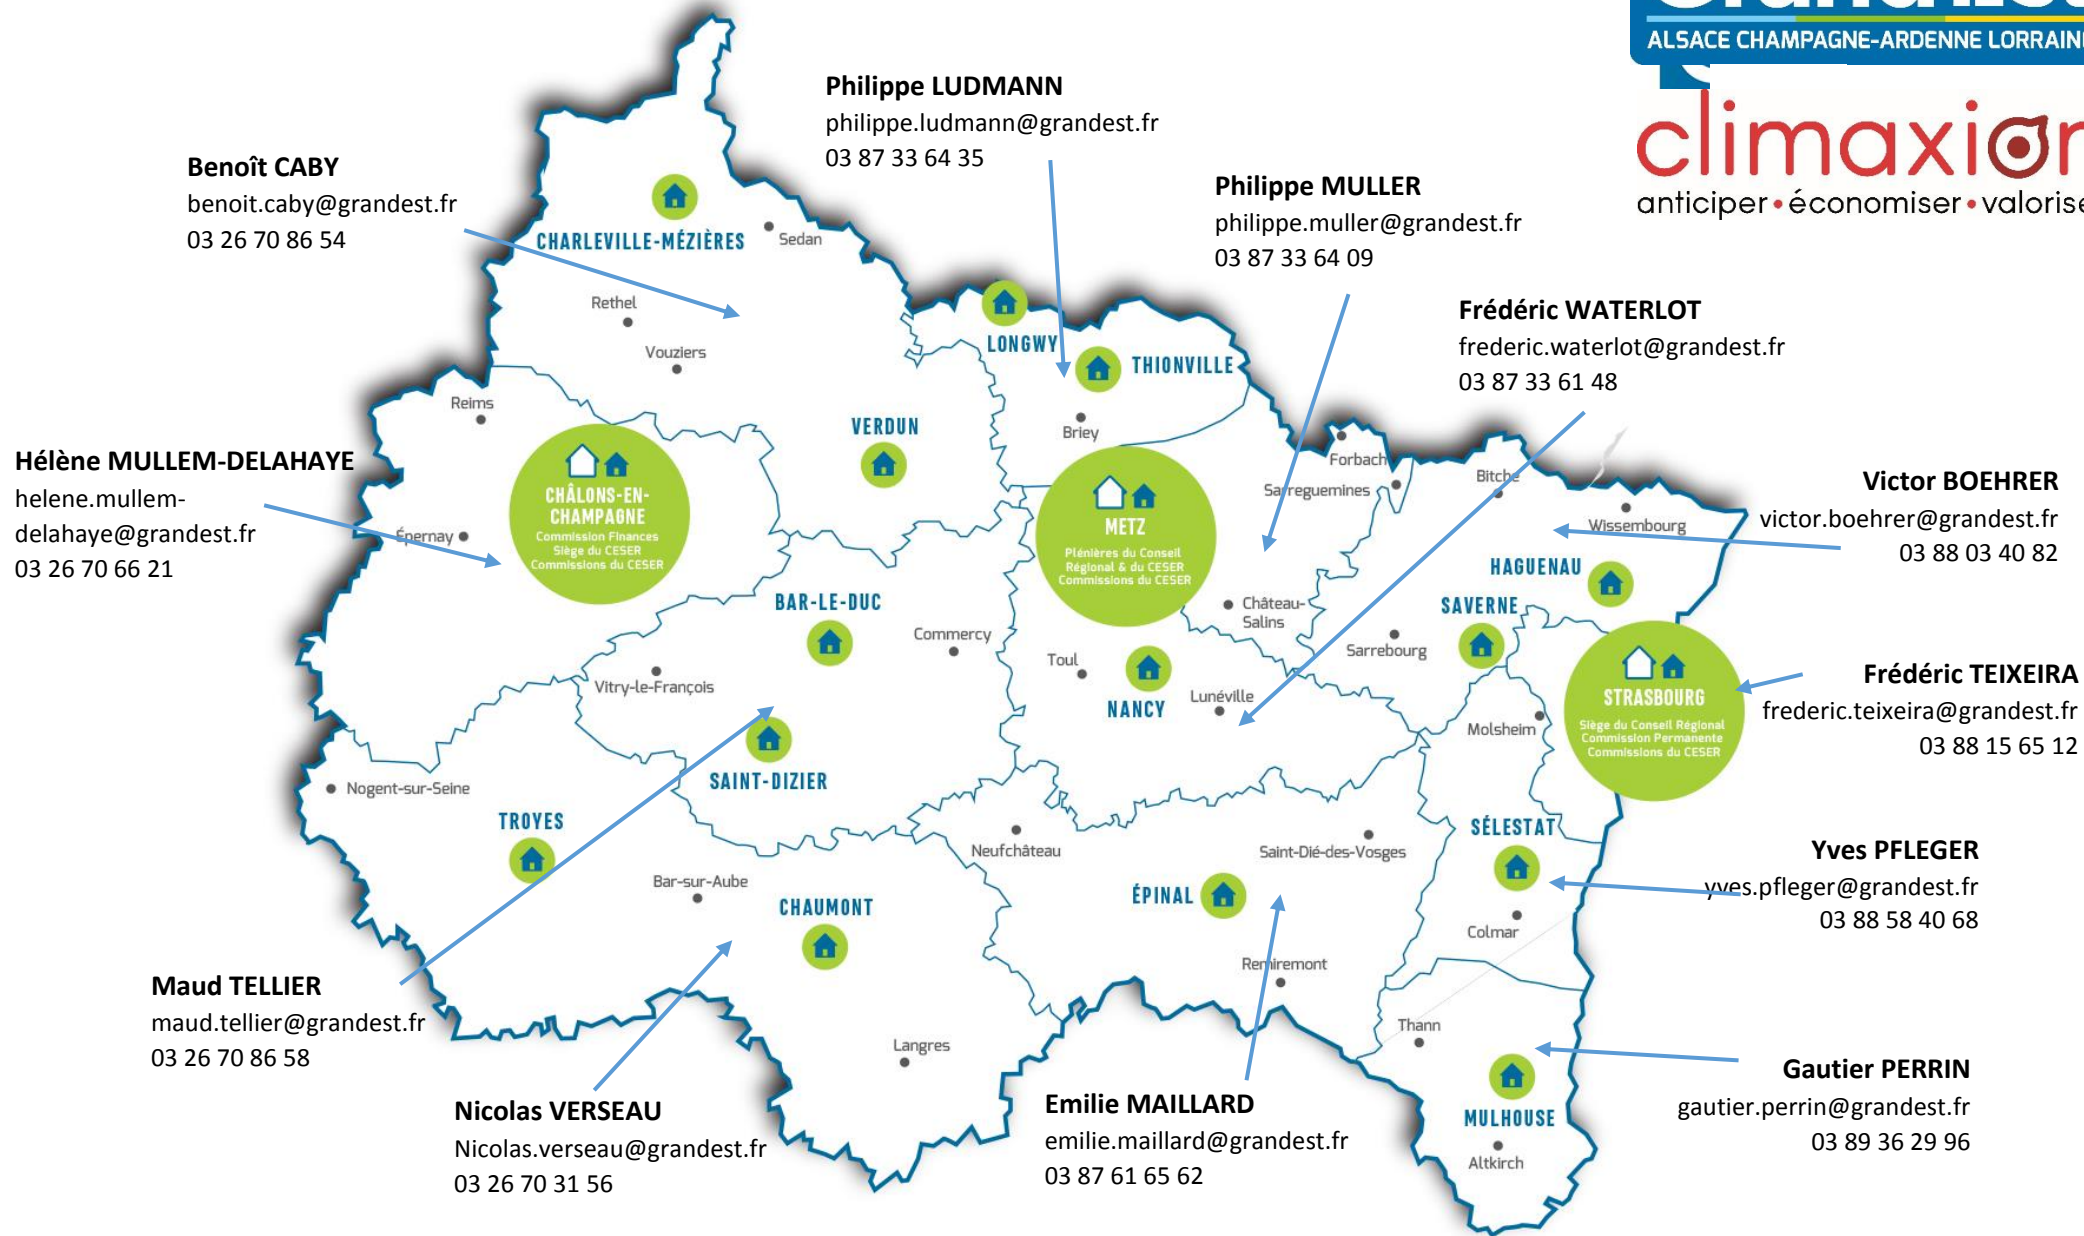 ALSACE CHAMPAGNE-ARDENNE LORRAINE
climaxion
anticiper • économiser • valoriser
Philippe LUDMANN
philippe.ludmann@grandest.fr
03 87 33 64 35
Benoît CABY
benoit.caby@grandest.fr
03 26 70 86 54
Philippe MULLER
philippe.muller@grandest.fr
03 87 33 64 09
Frédéric WATERLOT
frederic.waterlot@grandest.fr
03 87 33 61 48
Hélène MULLEM-DELAHAYE
helene.mullem-
delahaye@grandest.fr
03 26 70 66 21
Victor BOEHRER
victor.boehrer@grandest.fr
03 88 03 40 82
Frédéric TEIXEIRA
frederic.teixeira@grandest.fr
03 88 15 65 12
Yves PFLEGER
yves.pfleger@grandest.fr
03 88 58 40 68
Gautier PERRIN
gautier.perrin@grandest.fr
03 89 36 29 96
Maud TELLIER
maud.tellier@grandest.fr
03 26 70 86 58
Nicolas VERSEAU
Nicolas.verseau@grandest.fr
03 26 70 31 56
Emilie MAILLARD
emilie.maillard@grandest.fr
03 87 61 65 62
CHARLEVILLE-MÉZIÈRES
Sedan
Rethel
Vouziers
LONGWY
THIONVILLE
Briey
Reims
VERDUN
CHÂLONS-EN-
CHAMPAGNE
Commission Finances
Siège du CESER
Commissions du CESER
Épernay
METZ
Plénières du Conseil
Régional & du CESER
Commissions du CESER
Forbach
Sarreguemines
Bitche
Wissembourg
HAGUENAU
SAVERNE
Sarrebourg
Château-
Salins
BAR-LE-DUC
Commercy
Toul
NANCY
Lunéville
Vitry-le-François
SAINT-DIZIER
STRASBOURG
Siège du Conseil Régional
Commission Permanente
Commissions du CESER
Molsheim
Nogent-sur-Seine
TROYES
Bar-sur-Aube
CHAUMONT
Langres
Neufchâteau
Saint-Dié-des-Vosges
ÉPINAL
Remiremont
SÉLESTAT
Colmar
Thann
MULHOUSE
Altkirch